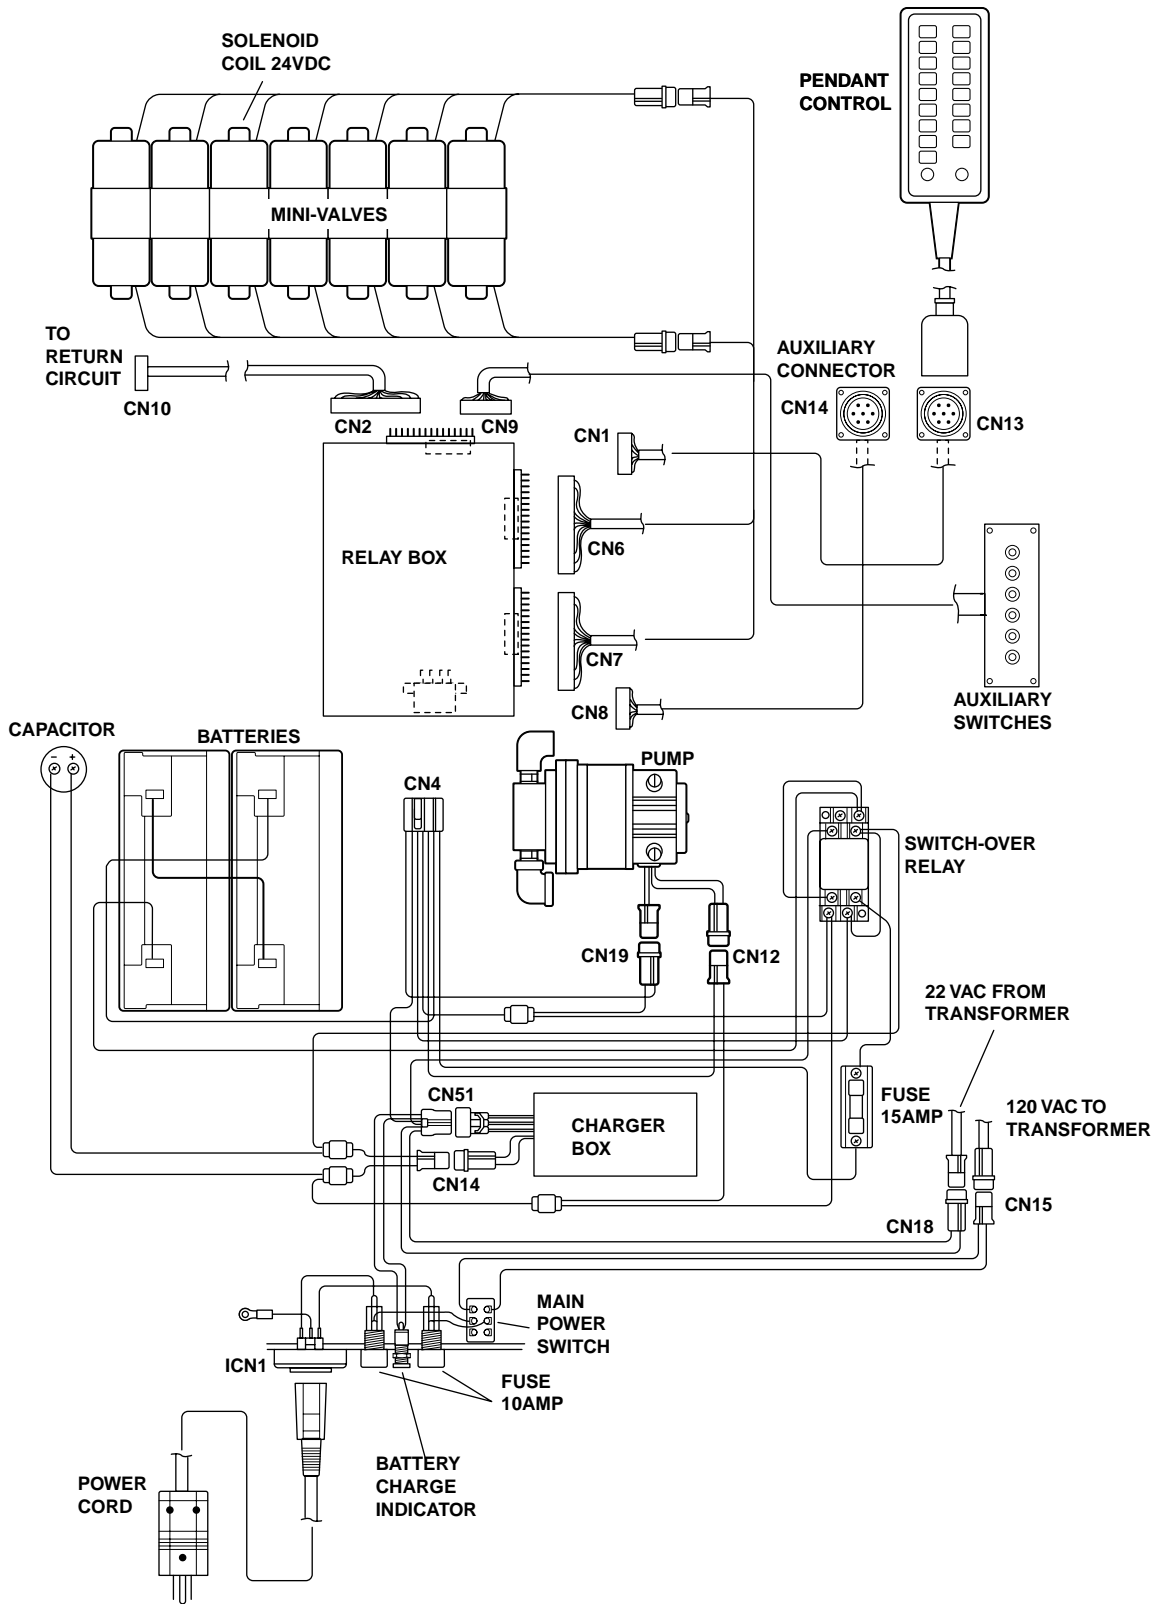 SOLENOID
COIL 24VDC
PENDANT
CONTROL
MINI-VALVES
TO
RETURN
CIRCUIT
CN10
CN2
CN9
AUXILIARY
CONNECTOR
CN14
CN13
CN1
CN6
RELAY BOX
CN7
CN8
AUXILIARY
SWITCHES
CAPACITOR
- +
BATTERIES
CN4
PUMP
SWITCH-OVER
RELAY
CN19
CN12
22 VAC FROM
TRANSFORMER
CN51
CHARGER
BOX
FUSE
15AMP
120 VAC TO
TRANSFORMER
CN14
CN18
CN15
MAIN
POWER
SWITCH
ICN1
FUSE
10AMP
BATTERY
CHARGE
INDICATOR
POWER
CORD